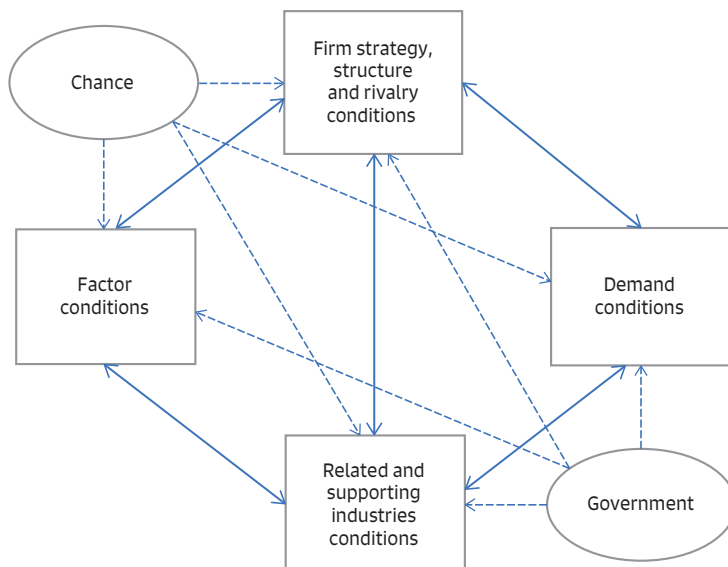 Firm strategy,
structure
and rivalry
conditions
Chance
Factor
conditions
Demand
conditions
Related and
supporting
industries
conditions
Government